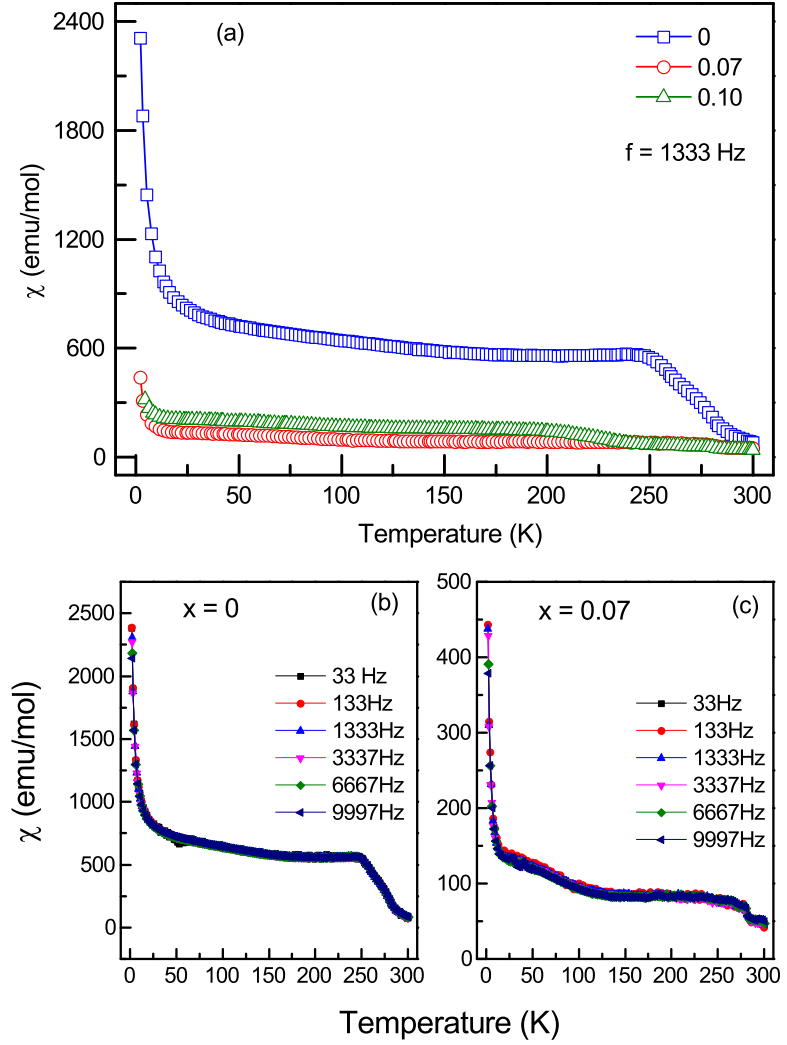 2400
1800
1200
600
0
χ (emu/mol)
(a)
0
0.07
0.10
f = 1333 Hz
0 50 100 150 200 250 300
Temperature (K)
2500
2000
1500
1000
500
0
χ (emu/mol)
x = 0
(b)
33 Hz
133Hz
1333Hz
3337Hz
6667Hz
9997Hz
0 50 100 150 200 250 300
500
400
300
200
100
0
x = 0.07
(c)
33Hz
133Hz
1333Hz
3337Hz
6667Hz
9997Hz
0 50 100 150 200 250 300
Temperature (K)